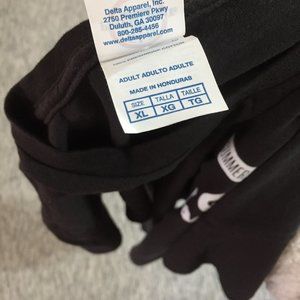 Delta Apparel, Inc.
2750 Premiere Pkwy
Duluth, GA 30097
800-285-4456
www.deltaapparel.com
ADULT ADULTO ADULTE
MADE IN HONDURAS
SIZE TALLA TAILLE
XL XG TG
UMMER